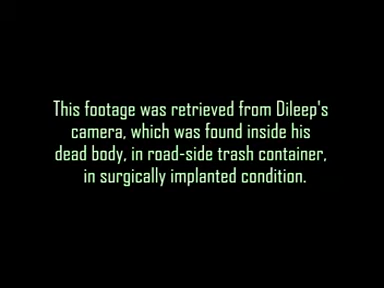 This footage was retrieved from Dileep's
camera, which was found inside his
dead body, in road-side trash container,
in surgically implanted condition.